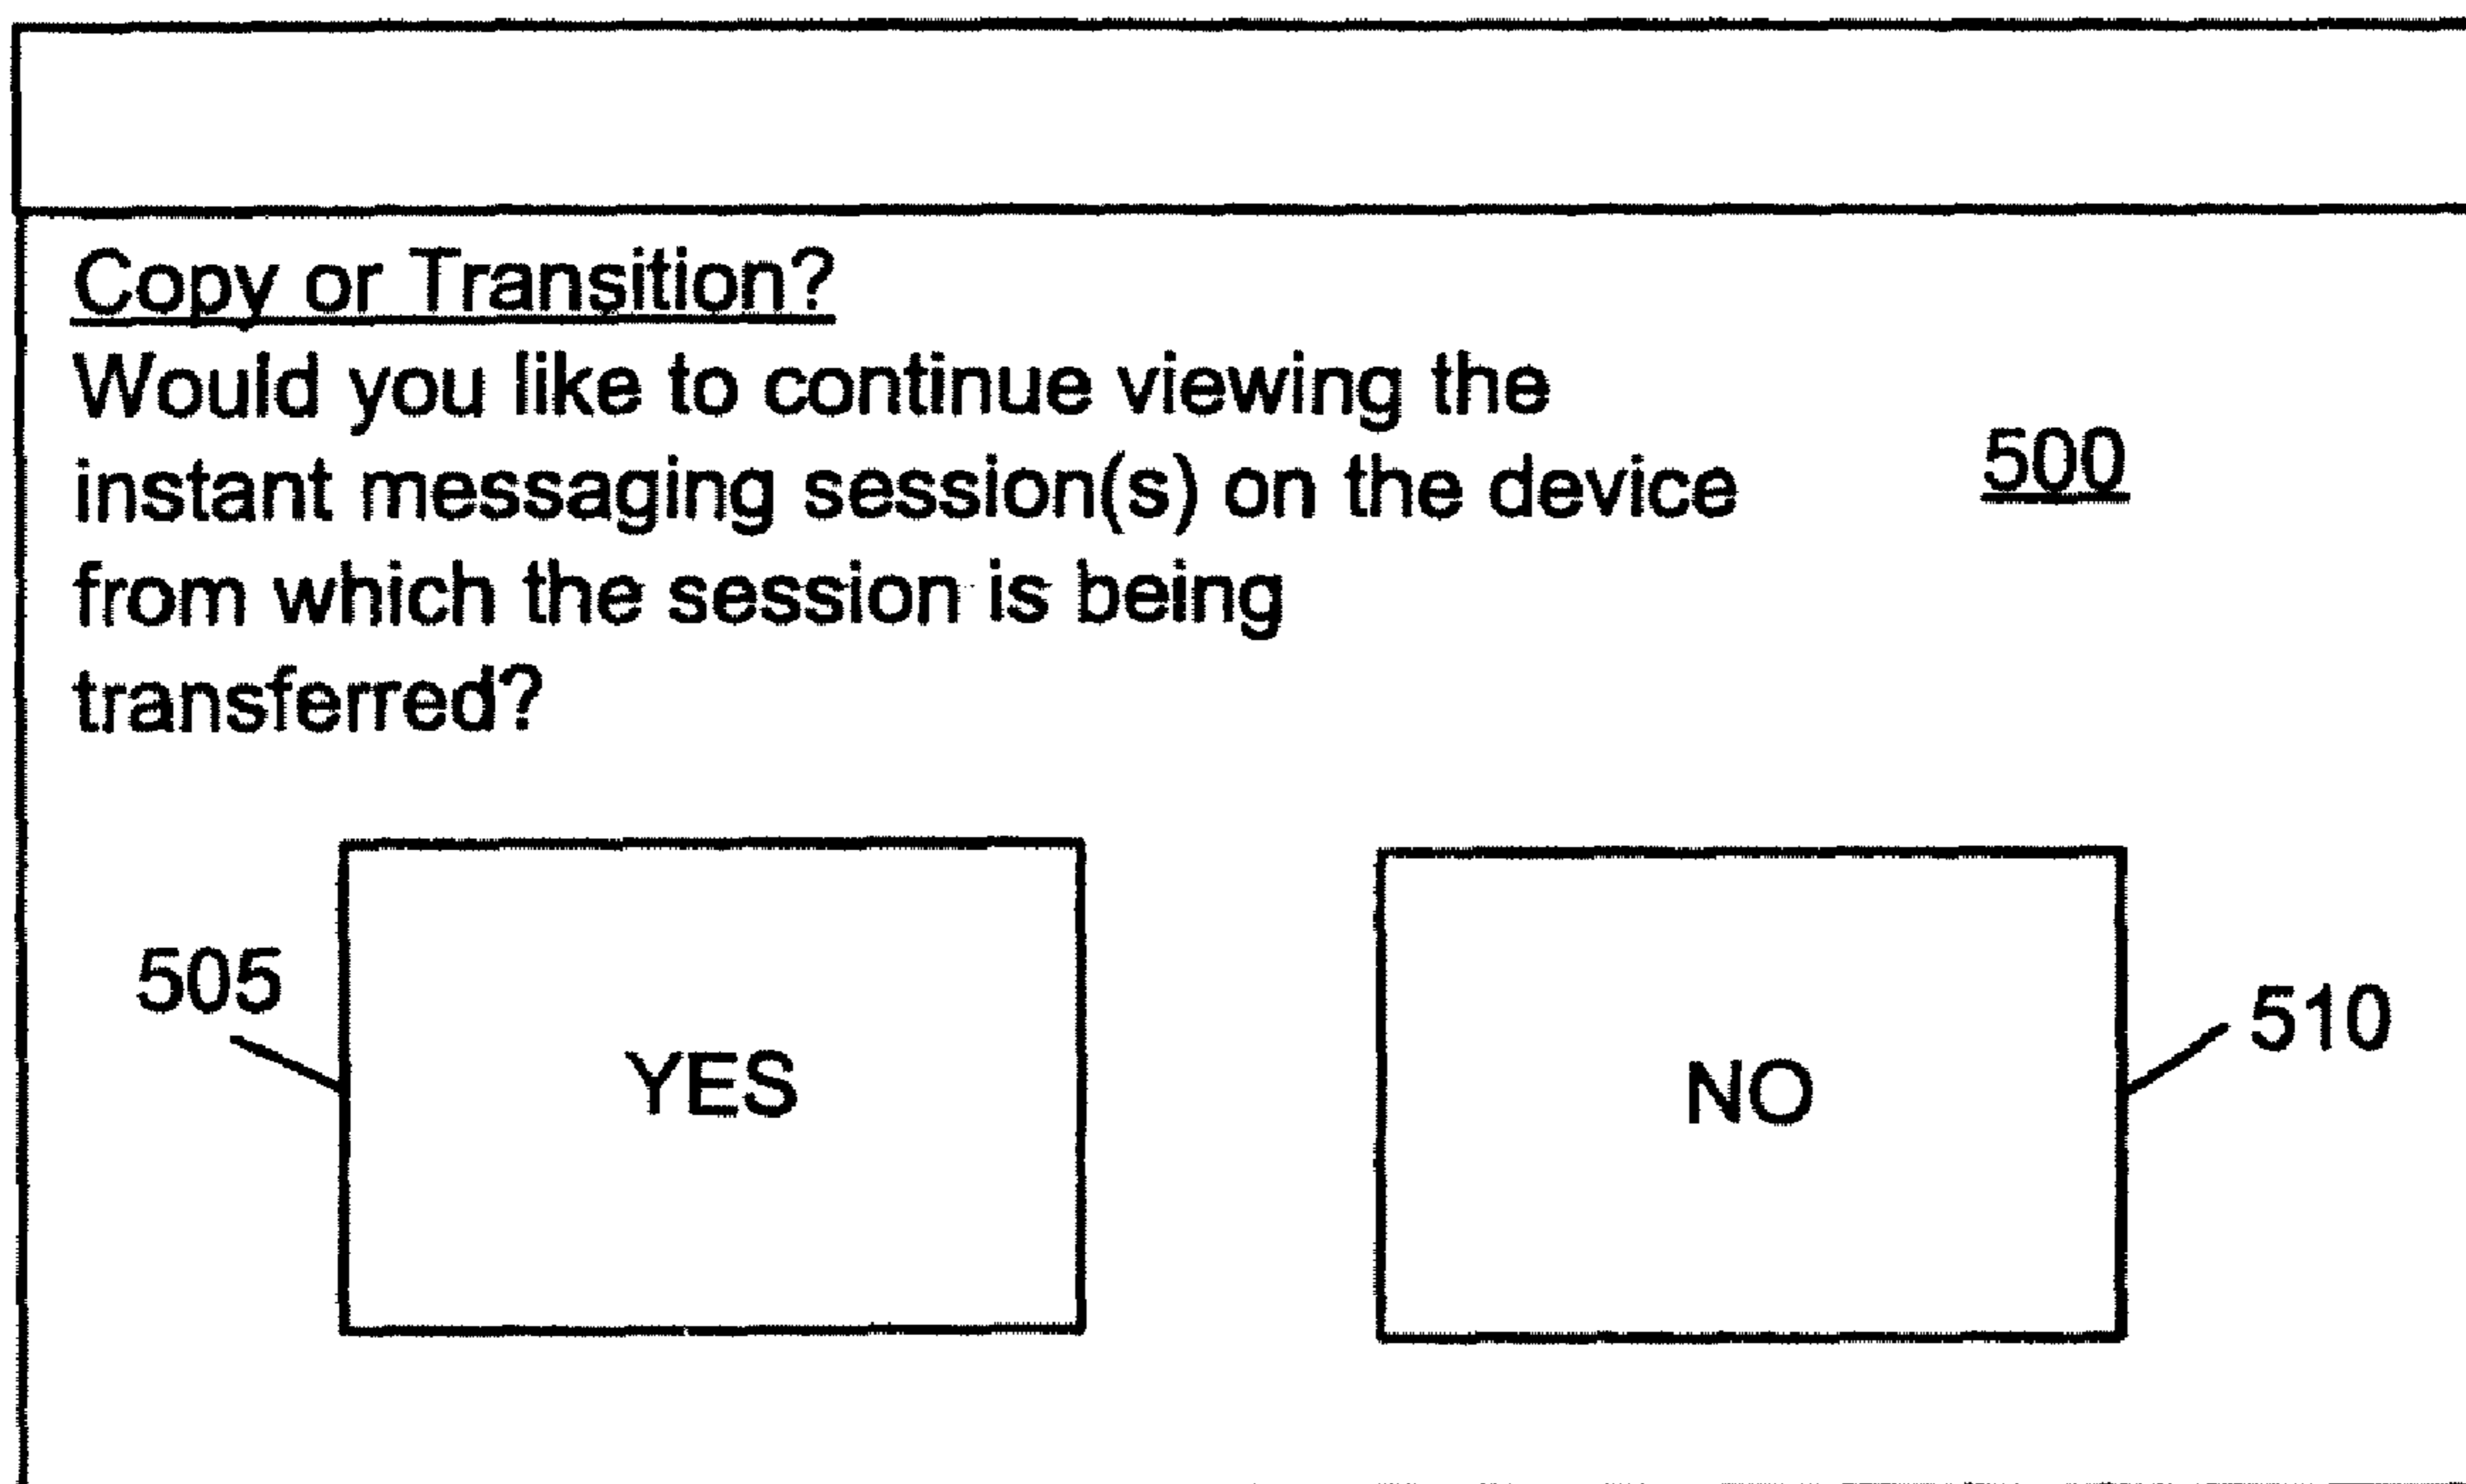 Copy or Transition?
Would you like to continue viewing the
instant messaging session(s) on the device
500
from which the session is being
transferred?
505
YES
NO
510